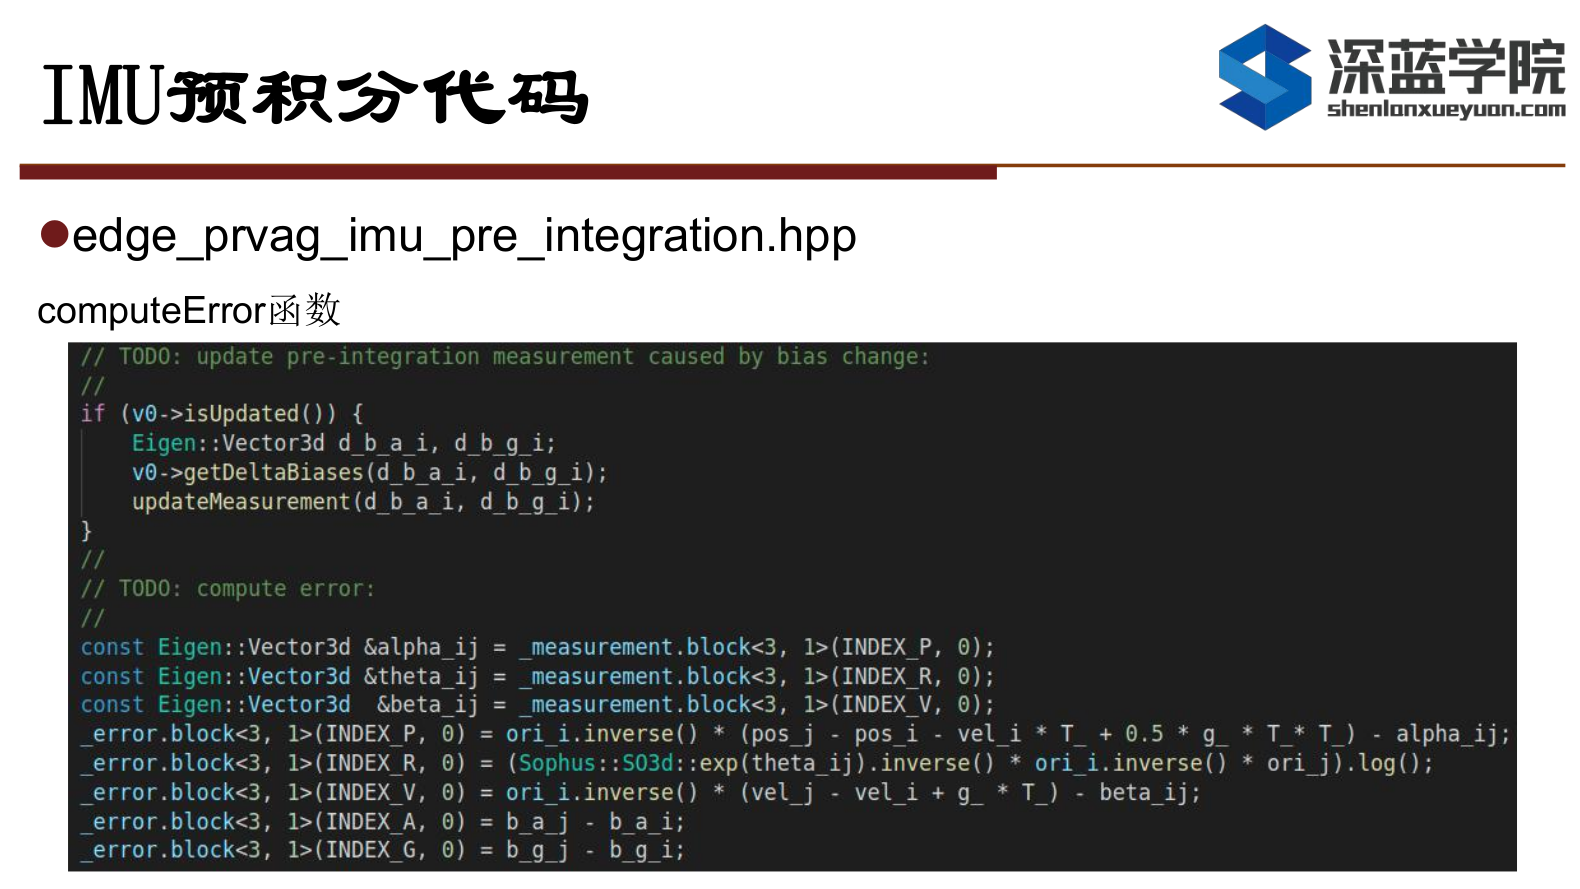 IMU预积分代码
深蓝学院
shenlanxueyuan.com
●edge_prvag_imu_pre_integration.hpp
computeError函数
// TODO: update pre-integration measurement caused by bias change:
//
if (v0->isUpdated()) {
    Eigen::Vector3d d_b_a_i, d_b_g_i;
    v0->getDeltaBiases(d_b_a_i, d_b_g_i);
    updateMeasurement(d_b_a_i, d_b_g_i);
}
//
// TODO: compute error:
//
const Eigen::Vector3d &alpha_ij = _measurement.block<3, 1>(INDEX_P, 0);
const Eigen::Vector3d &theta_ij = _measurement.block<3, 1>(INDEX_R, 0);
const Eigen::Vector3d  &beta_ij = _measurement.block<3, 1>(INDEX_V, 0);
_error.block<3, 1>(INDEX_P, 0) = ori_i.inverse() * (pos_j - pos_i - vel_i * T_ + 0.5 * g_ * T_* T_) - alpha_ij;
_error.block<3, 1>(INDEX_R, 0) = (Sophus::SO3d::exp(theta_ij).inverse() * ori_i.inverse() * ori_j).log();
_error.block<3, 1>(INDEX_V, 0) = ori_i.inverse() * (vel_j - vel_i + g_ * T_) - beta_ij;
_error.block<3, 1>(INDEX_A, 0) = b_a_j - b_a_i;
_error.block<3, 1>(INDEX_G, 0) = b_g_j - b_g_i;